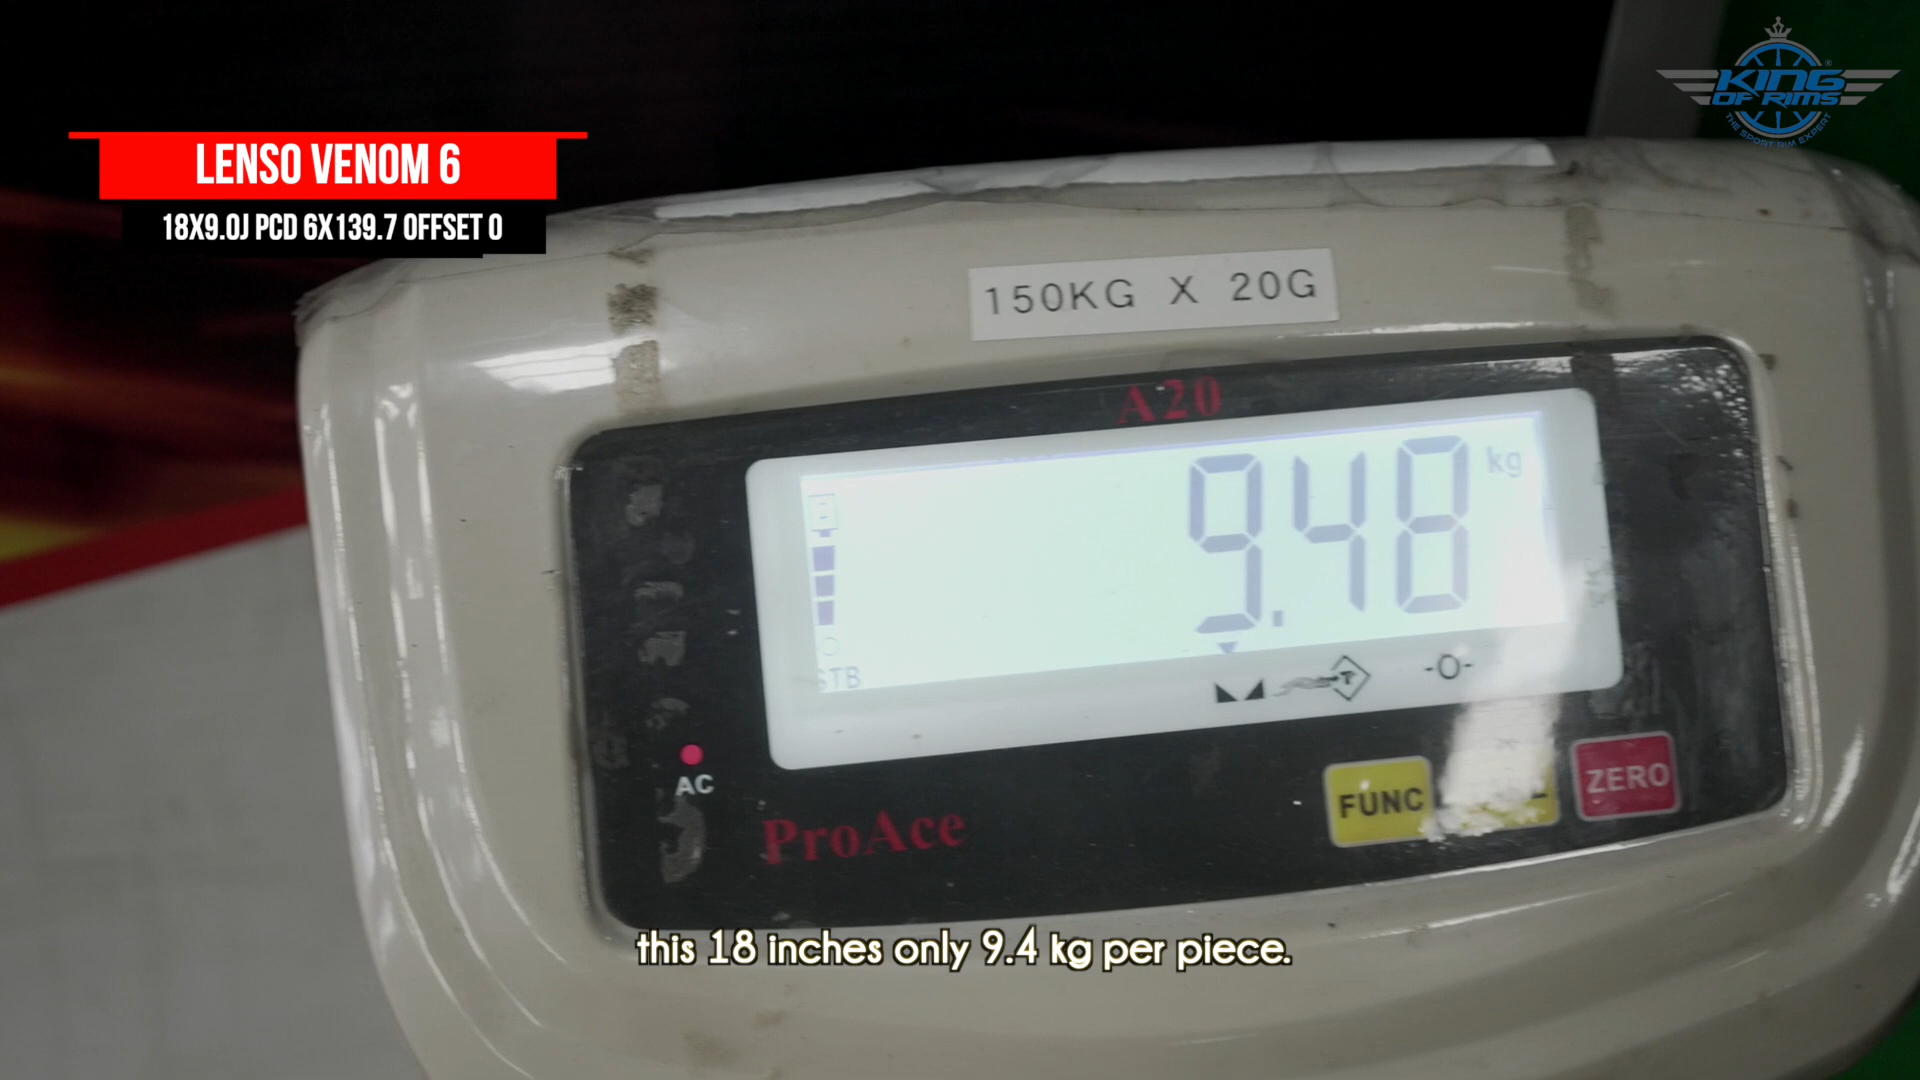 KING
OF RIMS
®
THE SPORT RIM EXPERT
LENSO VENOM 6
18X9.0J PCD 6X139.7 OFFSET 0
150KG X 20G
A20
9.48 kg
STB
T
-0-
AC
FUNC
ZERO
ProAce
this 18 inches only 9.4 kg per piece.